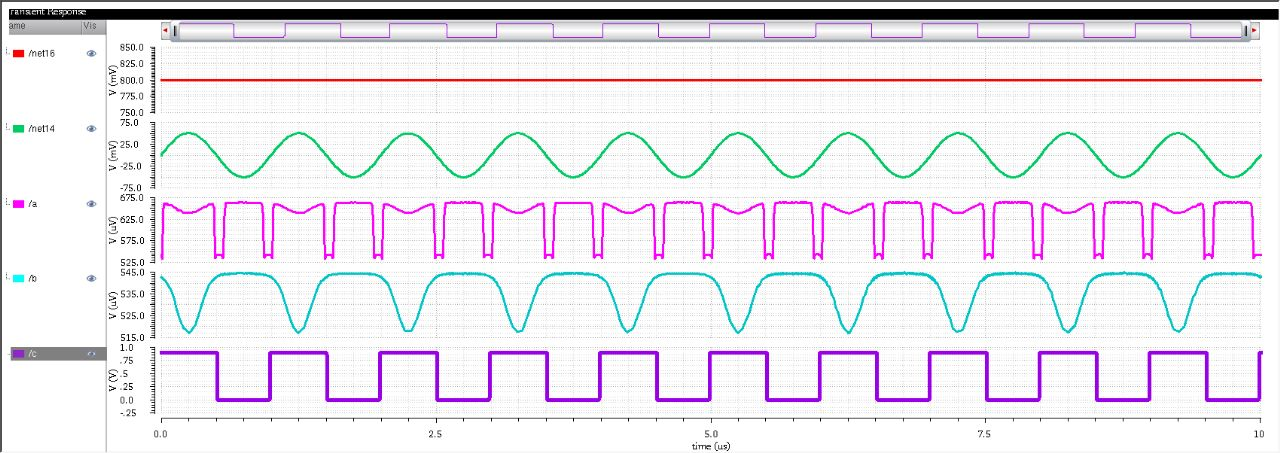 Transient Response
ame Vis
/net16
850.0
825.0
800.0
775.0
750.0
V (mV)
/net14
75.0
25.0
-25.0
-75.0
V (mV)
/a
675.0
625.0
575.0
525.0
V (uV)
/b
545.0
535.0
525.0
515.0
V (uV)
/c
1.0
.75
.25
0.0
-.25
V (V)
0.0 2.5 5.0 7.5 10
time (us)